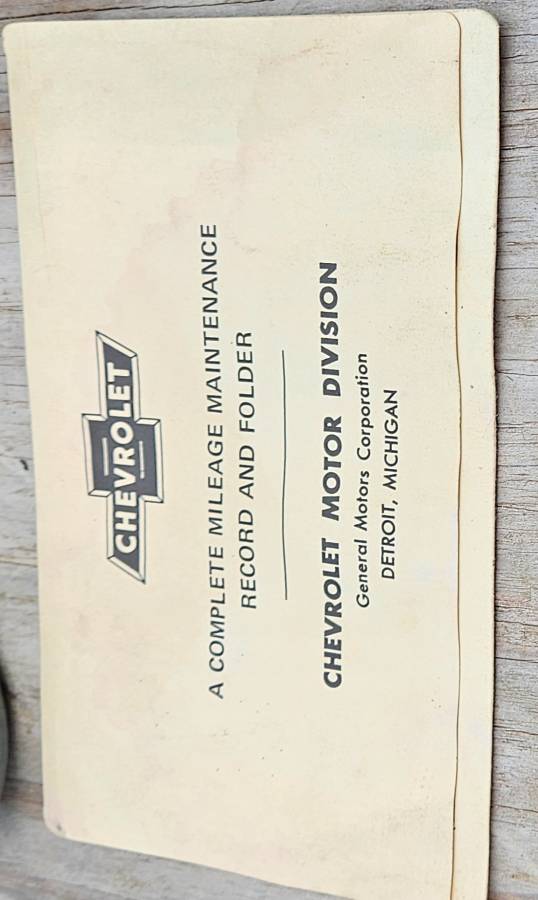 CHEVROLET
A COMPLETE MILEAGE MAINTENANCE
RECORD AND FOLDER
CHEVROLET MOTOR DIVISION
General Motors Corporation
DETROIT, MICHIGAN